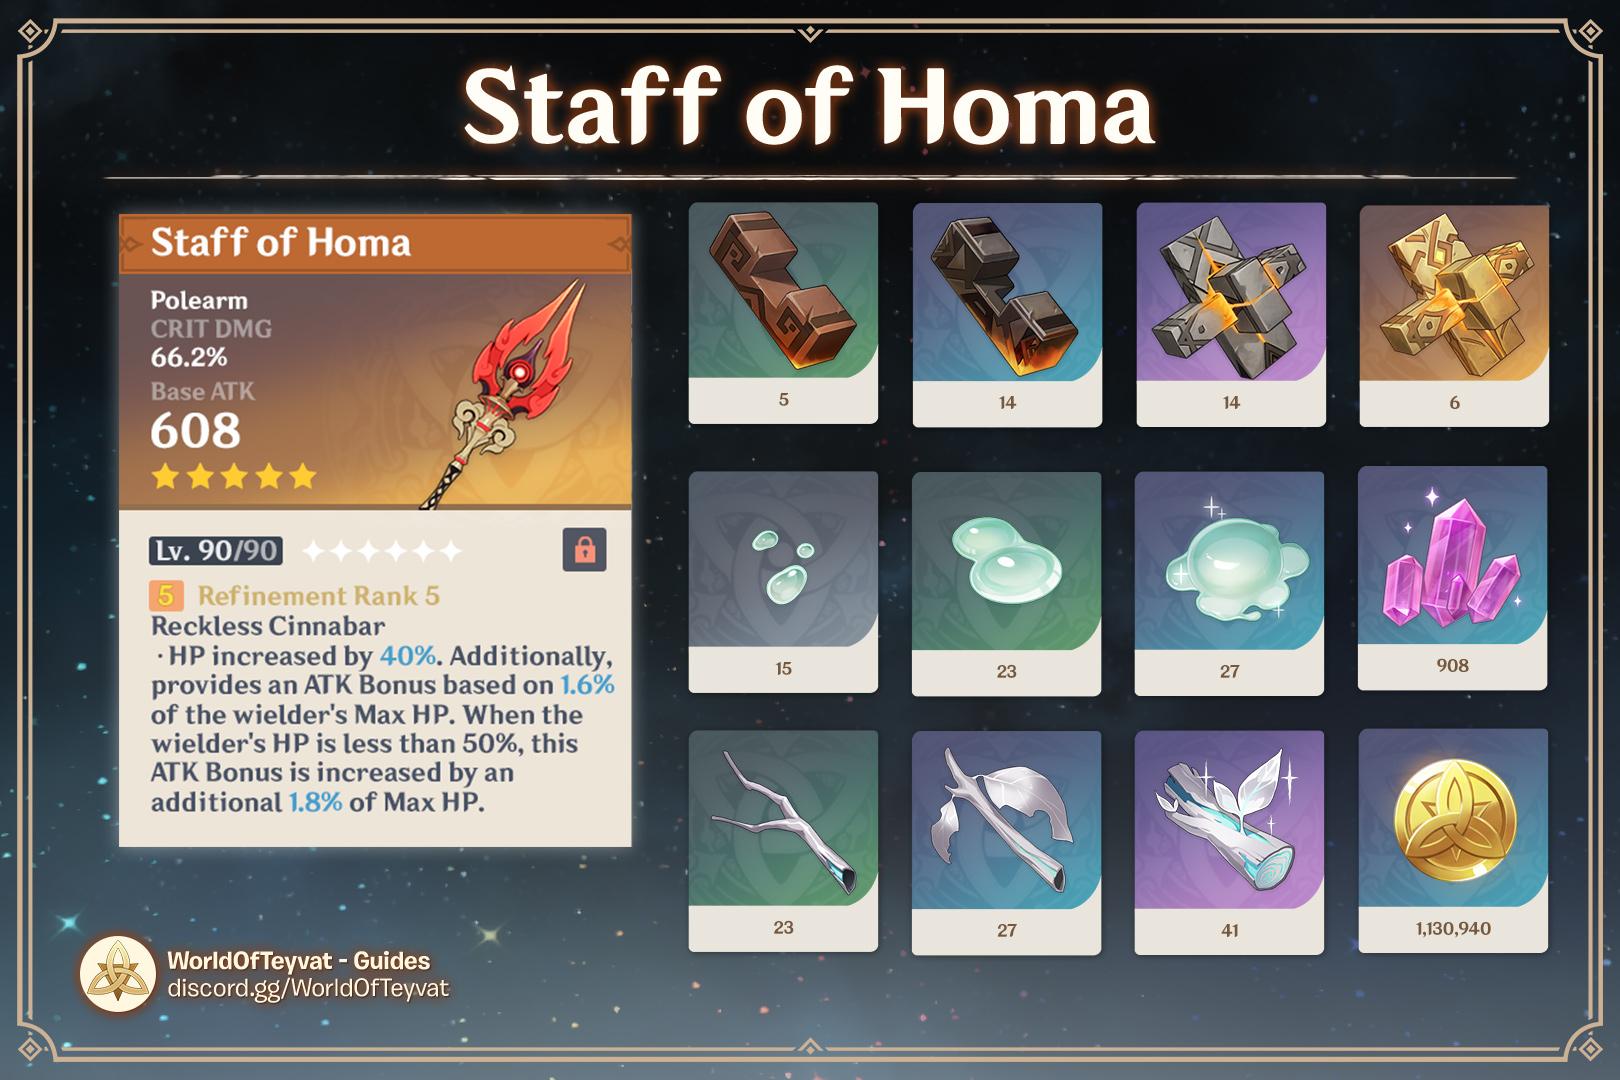 Staff of Homa
Staff of Homa
Polearm
CRIT DMG
66.2%
Base ATK
608
Lv. 90/90
5 Refinement Rank 5
Reckless Cinnabar
· HP increased by 40%. Additionally,
provides an ATK Bonus based on 1.6%
of the wielder's Max HP. When the
wielder's HP is less than 50%, this
ATK Bonus is increased by an
additional 1.8% of Max HP.
5
14
14
6
15
23
27
908
23
27
41
1,130,940
WorldOfTeyvat - Guides
discord.gg/WorldOfTeyvat